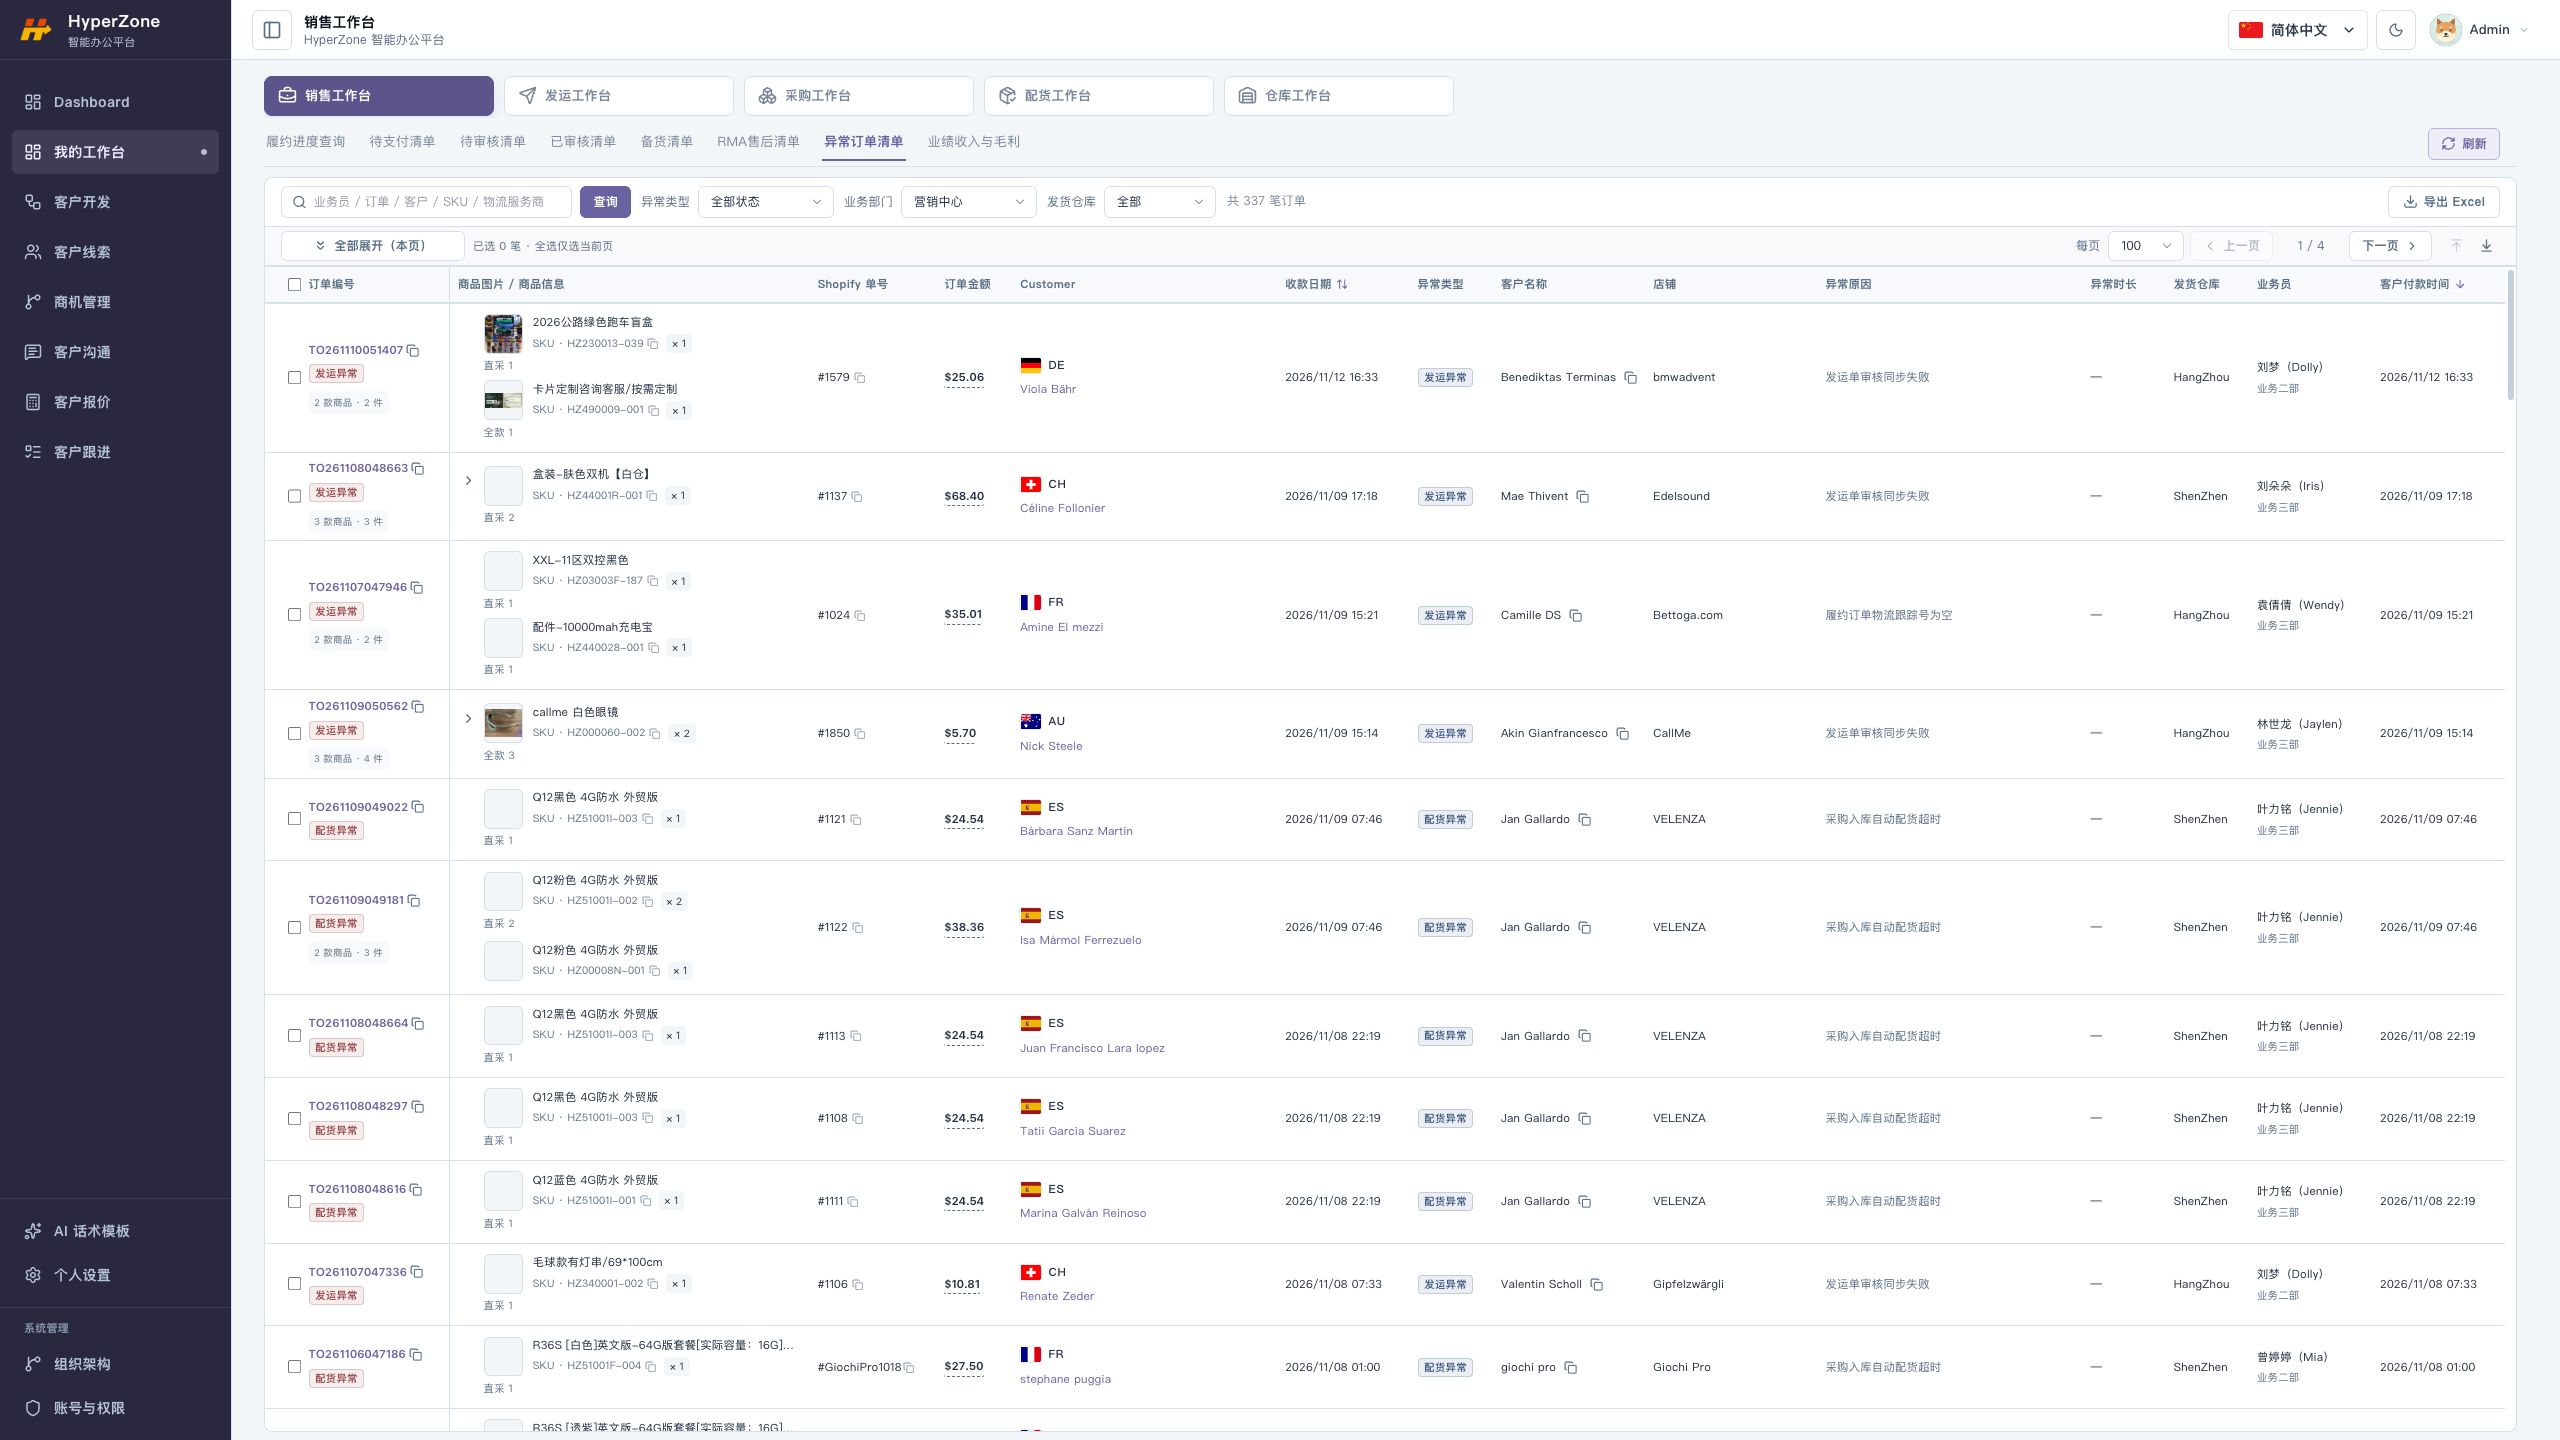 HyperZone
智能办公平台
Dashboard
我的工作台
客户开发
客户线索
商机管理
客户沟通
客户报价
客户跟进
AI 话术模板
个人设置
系统管理
组织架构
账号与权限
销售工作台
HyperZone 智能办公平台
简体中文
Admin
销售工作台 发运工作台 采购工作台 配货工作台 仓库工作台
履约进度查询 待支付清单 待审核清单 已审核清单 备货清单 RMA售后清单 异常订单清单 业绩收入与毛利
刷新
业务员 / 订单 / 客户 / SKU / 物流服务商 查询 异常类型 全部状态 业务部门 营销中心 发货仓库 全部 共 337 笔订单 导出 Excel
全部展开（本页） 已选 0 笔 · 全选仅选当前页 每页 100 上一页 1 / 4 下一页
订单编号 商品图片 / 商品信息 Shopify 单号 订单金额 Customer 收款日期 异常类型 客户名称 店铺 异常原因 异常时长 发货仓库 业务员 客户付款时间
TO261110051407
发运异常
2 款商品 · 2 件
2026公路绿色跑车盲盒
SKU · HZ230013-039 × 1
直采 1
卡片定制咨询客服/按需定制
SKU · HZ490009-001 × 1
全款 1
#1579 $25.06
DE
Viola Bähr
2026/11/12 16:33 发运异常 Benediktas Terminas bmwadvent 发运单审核同步失败 — HangZhou
刘梦（Dolly)
业务二部
2026/11/12 16:33
TO261108048663
发运异常
3 款商品 · 3 件
盒装-肤色双机【白仓】
SKU · HZ44001R-001 × 1
直采 2
#1137 $68.40
CH
Céline Follonier
2026/11/09 17:18 发运异常 Mae Thivent Edelsound 发运单审核同步失败 — ShenZhen
刘朵朵（Iris)
业务三部
2026/11/09 17:18
TO261107047946
发运异常
2 款商品 · 2 件
XXL-11区双控黑色
SKU · HZ03003F-187 × 1
直采 1
配件-10000mah充电宝
SKU · HZ440028-001 × 1
直采 1
#1024 $35.01
FR
Amine El mezzi
2026/11/09 15:21 发运异常 Camille DS Bettoga.com 履约订单物流跟踪号为空 — HangZhou
袁倩倩（Wendy)
业务三部
2026/11/09 15:21
TO261109050562
发运异常
3 款商品 · 4 件
callme 白色眼镜
SKU · HZ000060-002 × 2
全款 3
#1850 $5.70
AU
Nick Steele
2026/11/09 15:14 发运异常 Akin Gianfrancesco CallMe 发运单审核同步失败 — HangZhou
林世龙（Jaylen)
业务三部
2026/11/09 15:14
TO261109049022
配货异常
Q12黑色 4G防水 外贸版
SKU · HZ51001I-003 × 1
直采 1
#1121 $24.54
ES
Bárbara Sanz Martín
2026/11/09 07:46 配货异常 Jan Gallardo VELENZA 采购入库自动配货超时 — ShenZhen
叶力铭（Jennie)
业务三部
2026/11/09 07:46
TO261109049181
配货异常
2 款商品 · 3 件
Q12粉色 4G防水 外贸版
SKU · HZ51001I-002 × 2
直采 2
Q12粉色 4G防水 外贸版
SKU · HZ00008N-001 × 1
#1122 $38.36
ES
Isa Mármol Ferrezuelo
2026/11/09 07:46 配货异常 Jan Gallardo VELENZA 采购入库自动配货超时 — ShenZhen
叶力铭（Jennie)
业务三部
2026/11/09 07:46
TO261108048664
配货异常
Q12黑色 4G防水 外贸版
SKU · HZ51001I-003 × 1
直采 1
#1113 $24.54
ES
Juan Francisco Lara lopez
2026/11/08 22:19 配货异常 Jan Gallardo VELENZA 采购入库自动配货超时 — ShenZhen
叶力铭（Jennie)
业务三部
2026/11/08 22:19
TO261108048297
配货异常
Q12黑色 4G防水 外贸版
SKU · HZ51001I-003 × 1
直采 1
#1108 $24.54
ES
Tatii Garcia Suarez
2026/11/08 22:19 配货异常 Jan Gallardo VELENZA 采购入库自动配货超时 — ShenZhen
叶力铭（Jennie)
业务三部
2026/11/08 22:19
TO261108048616
配货异常
Q12蓝色 4G防水 外贸版
SKU · HZ51001I-001 × 1
直采 1
#1111 $24.54
ES
Marina Galván Reinoso
2026/11/08 22:19 配货异常 Jan Gallardo VELENZA 采购入库自动配货超时 — ShenZhen
叶力铭（Jennie)
业务三部
2026/11/08 22:19
TO261107047336
发运异常
毛球款有灯串/69*100cm
SKU · HZ340001-002 × 1
直采 1
#1106 $10.81
CH
Renate Zeder
2026/11/08 07:33 发运异常 Valentin Scholl Gipfelzwärgli 发运单审核同步失败 — HangZhou
刘梦（Dolly)
业务二部
2026/11/08 07:33
TO261106047186
配货异常
R36S [白色]英文版-64G版套餐[实际容量：16G]...
SKU · HZ51001F-004 × 1
直采 1
#GiochiPro1018 $27.50
FR
stephane puggia
2026/11/08 01:00 配货异常 giochi pro Giochi Pro 采购入库自动配货超时 — ShenZhen
曾婷婷（Mia)
业务二部
2026/11/08 01:00
R36S [透紫]英文版-64G版套餐[实际容量：16G]...